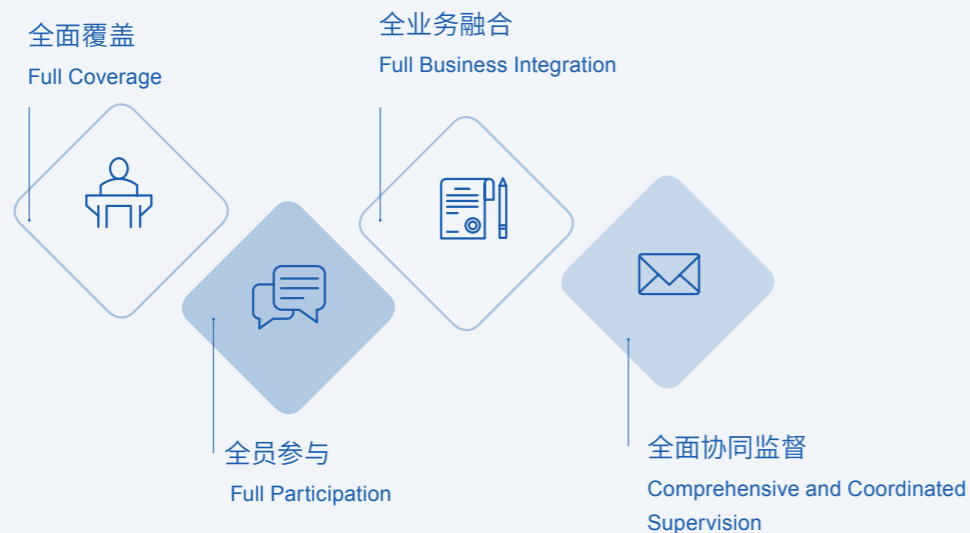 全面覆盖
Full Coverage
全业务融合
Full Business Integration
全员参与
Full Participation
全面协同监督
Comprehensive and Coordinated
Supervision